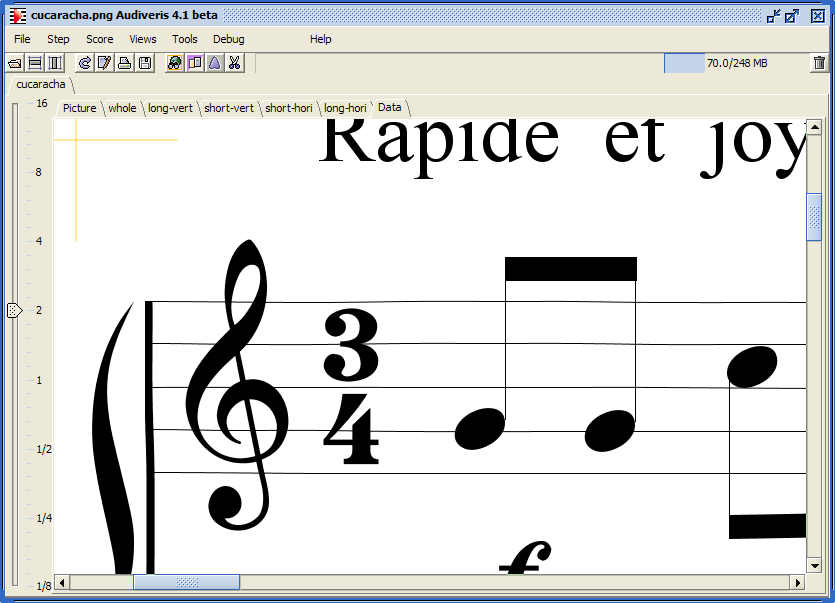 cucaracha.png Audiveris 4.1 beta
File Step Score Views Tools Debug Help
70.0/248 MB
cucaracha
Picture whole long-vert short-vert short-hori long-hori Data
16
8
4
2
1
1/2
1/4
1/8
Rapide et joy
3
4
f